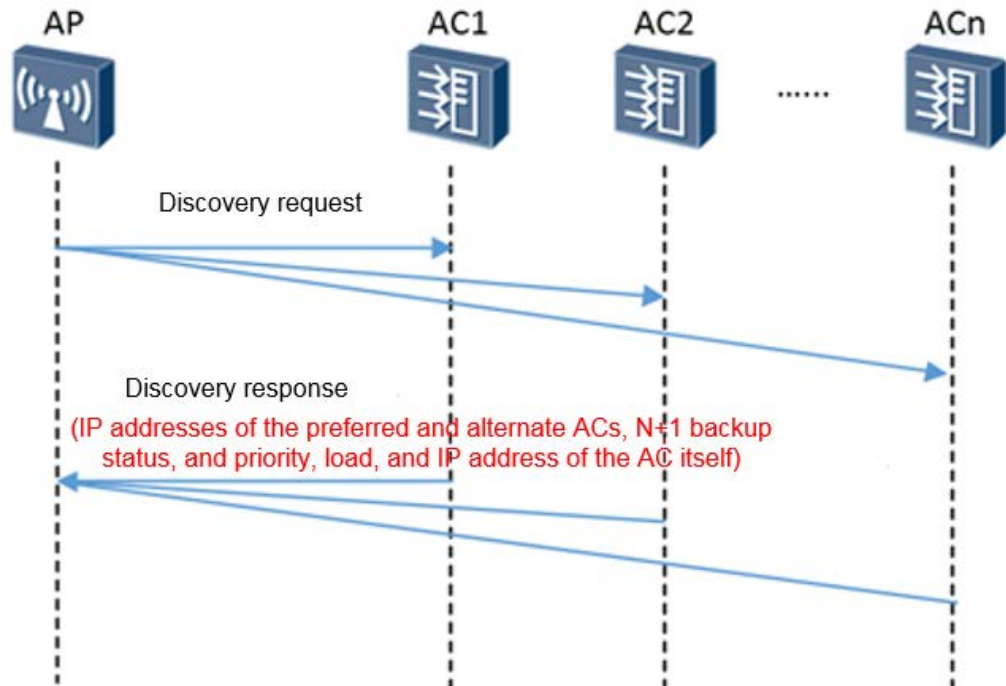 AP AC1 AC2 ACn
......
Discovery request
Discovery response
(IP addresses of the preferred and alternate ACs, N+1 backup
status, and priority, load, and IP address of the AC itself)